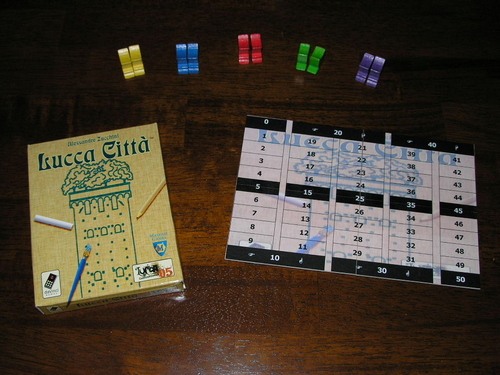 Alessandro Zucchini
Lucca Città
05
0 20 40
1 19 21 39 41
2 18 22 38 42
3 17 23 37 43
4 16 24 36 44
5 15 25 35 45
6 14 26 34 46
7 13 27 33 47
8 12 28 32 48
9 11 29 31 49
10 30 50